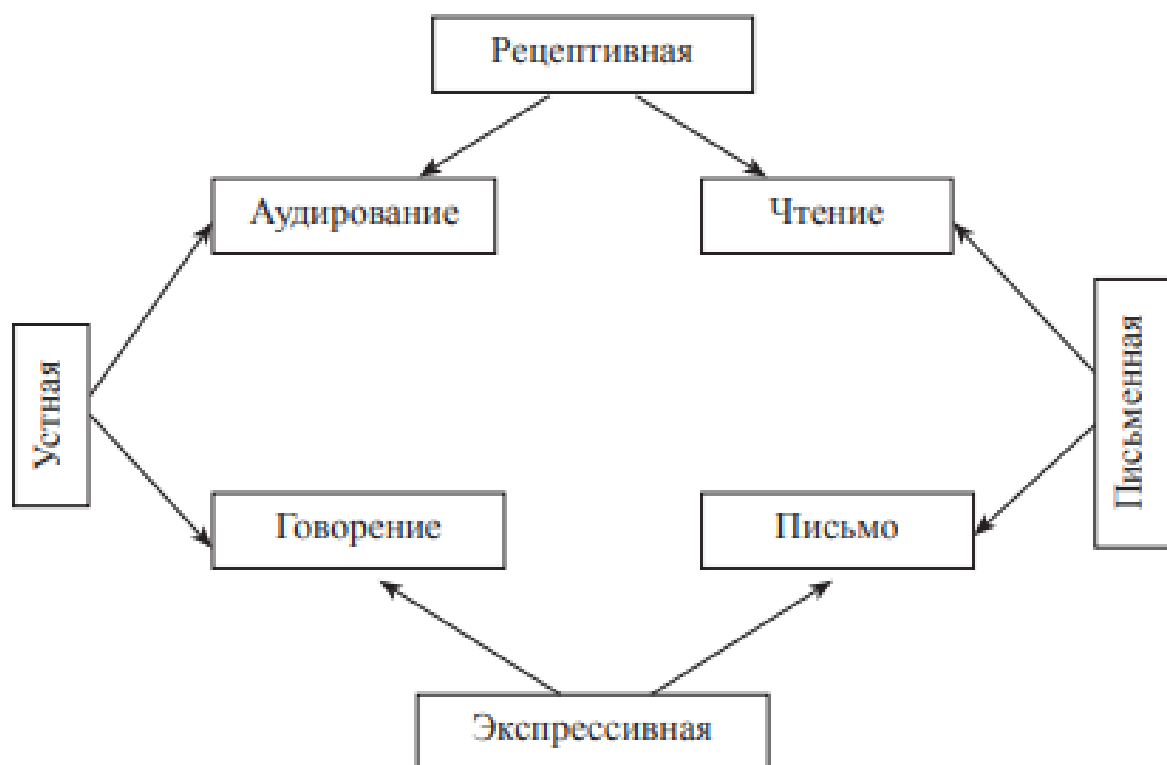 Рецептивная
Аудирование
Чтение
Устная
Письменная
Говорение
Письмо
Экспрессивная